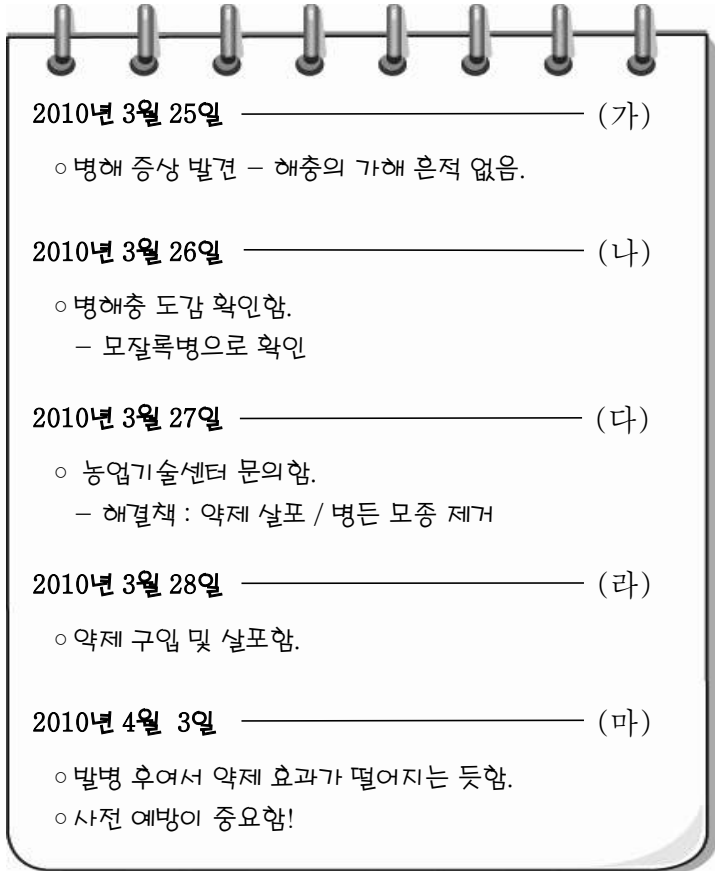 2010년 3월 25일 (가)
○ 병해 증상 발견 – 해충의 가해 흔적 없음.
2010년 3월 26일 (나)
○ 병해충 도감 확인함.
– 모잘록병으로 확인
2010년 3월 27일 (다)
○ 농업기술센터 문의함.
– 해결책 : 약제 살포 / 병든 모종 제거
2010년 3월 28일 (라)
○ 약제 구입 및 살포함.
2010년 4월 3일 (마)
○ 발병 후여서 약제 효과가 떨어지는 듯함.
○ 사전 예방이 중요함!